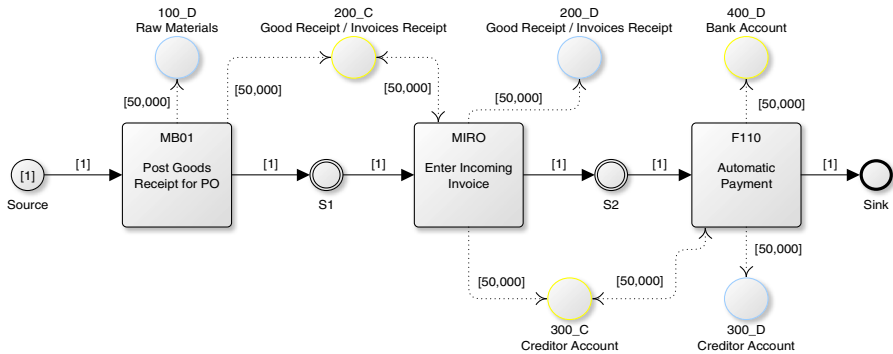 100_D
Raw Materials
200_C
Good Receipt / Invoices Receipt
200_D
Good Receipt / Invoices Receipt
400_D
Bank Account
[50,000]
[50,000]
[50,000]
[50,000]
[50,000]
MB01
Post Goods
Receipt for PO
MIRO
Enter Incoming
Invoice
F110
Automatic
Payment
[1]
Source
[1]
[1]
S1
[1]
[1]
S2
[1]
[1]
Sink
[50,000]
[50,000]
[50,000]
300_C
Creditor Account
300_D
Creditor Account